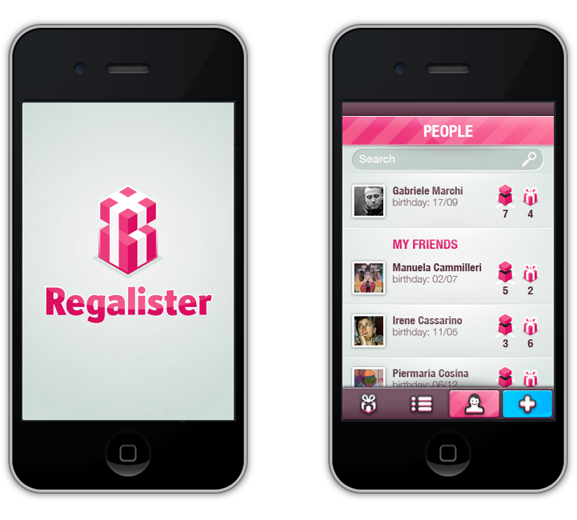 Regalister
PEOPLE
Search
Gabriele Marchi
birthday: 17/09
7 4
MY FRIENDS
Manuela Cammilleri
birthday: 02/07
5 2
Irene Cassarino
birthday: 11/05
3 6
Piermaria Cosina
birthday: 06/12